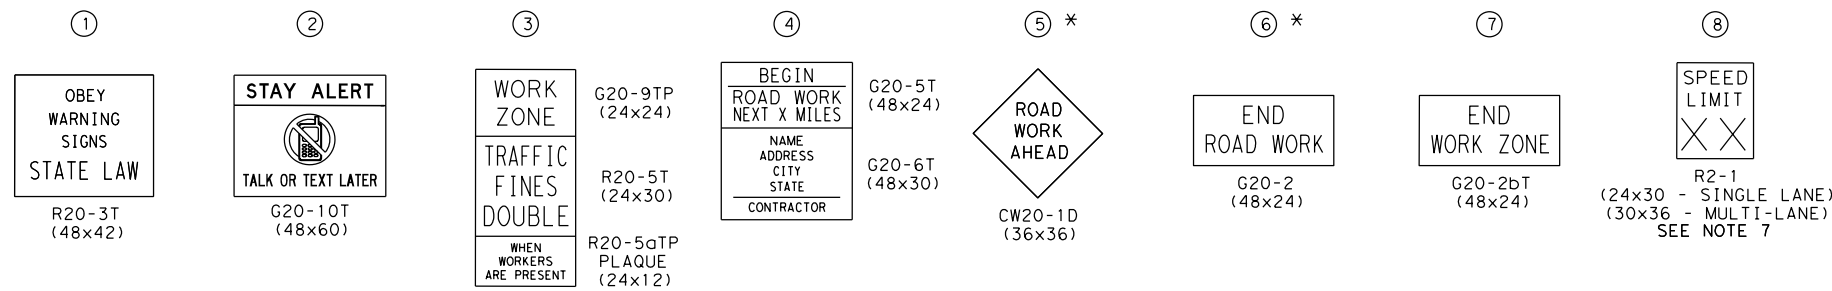 1
OBEY
WARNING
SIGNS
STATE LAW
R20-3T
(48x42)
2
STAY ALERT
TALK OR TEXT LATER
G20-10T
(48x60)
3
WORK
ZONE
G20-9TP
(24x24)
TRAFFIC
FINES
DOUBLE
R20-5T
(24x30)
WHEN
WORKERS
ARE PRESENT
R20-5aTP
PLAQUE
(24x12)
4
BEGIN
ROAD WORK
NEXT X MILES
G20-5T
(48x24)
NAME
ADDRESS
CITY
STATE
CONTRACTOR
G20-6T
(48x30)
5 *
ROAD
WORK
AHEAD
CW20-1D
(36x36)
6 *
END
ROAD WORK
G20-2
(48x24)
7
END
WORK ZONE
G20-2bT
(48x24)
8
SPEED
LIMIT
XX
R2-1
(24x30 - SINGLE LANE)
(30x36 - MULTI-LANE)
SEE NOTE 7